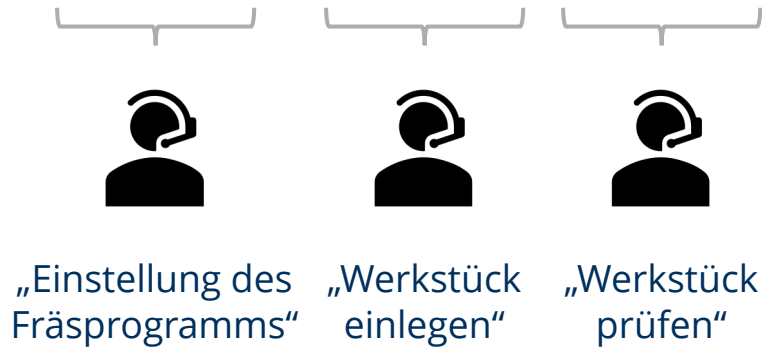 „Einstellung des
Fräsprogramms“
„Werkstück
einlegen“
„Werkstück
prüfen“